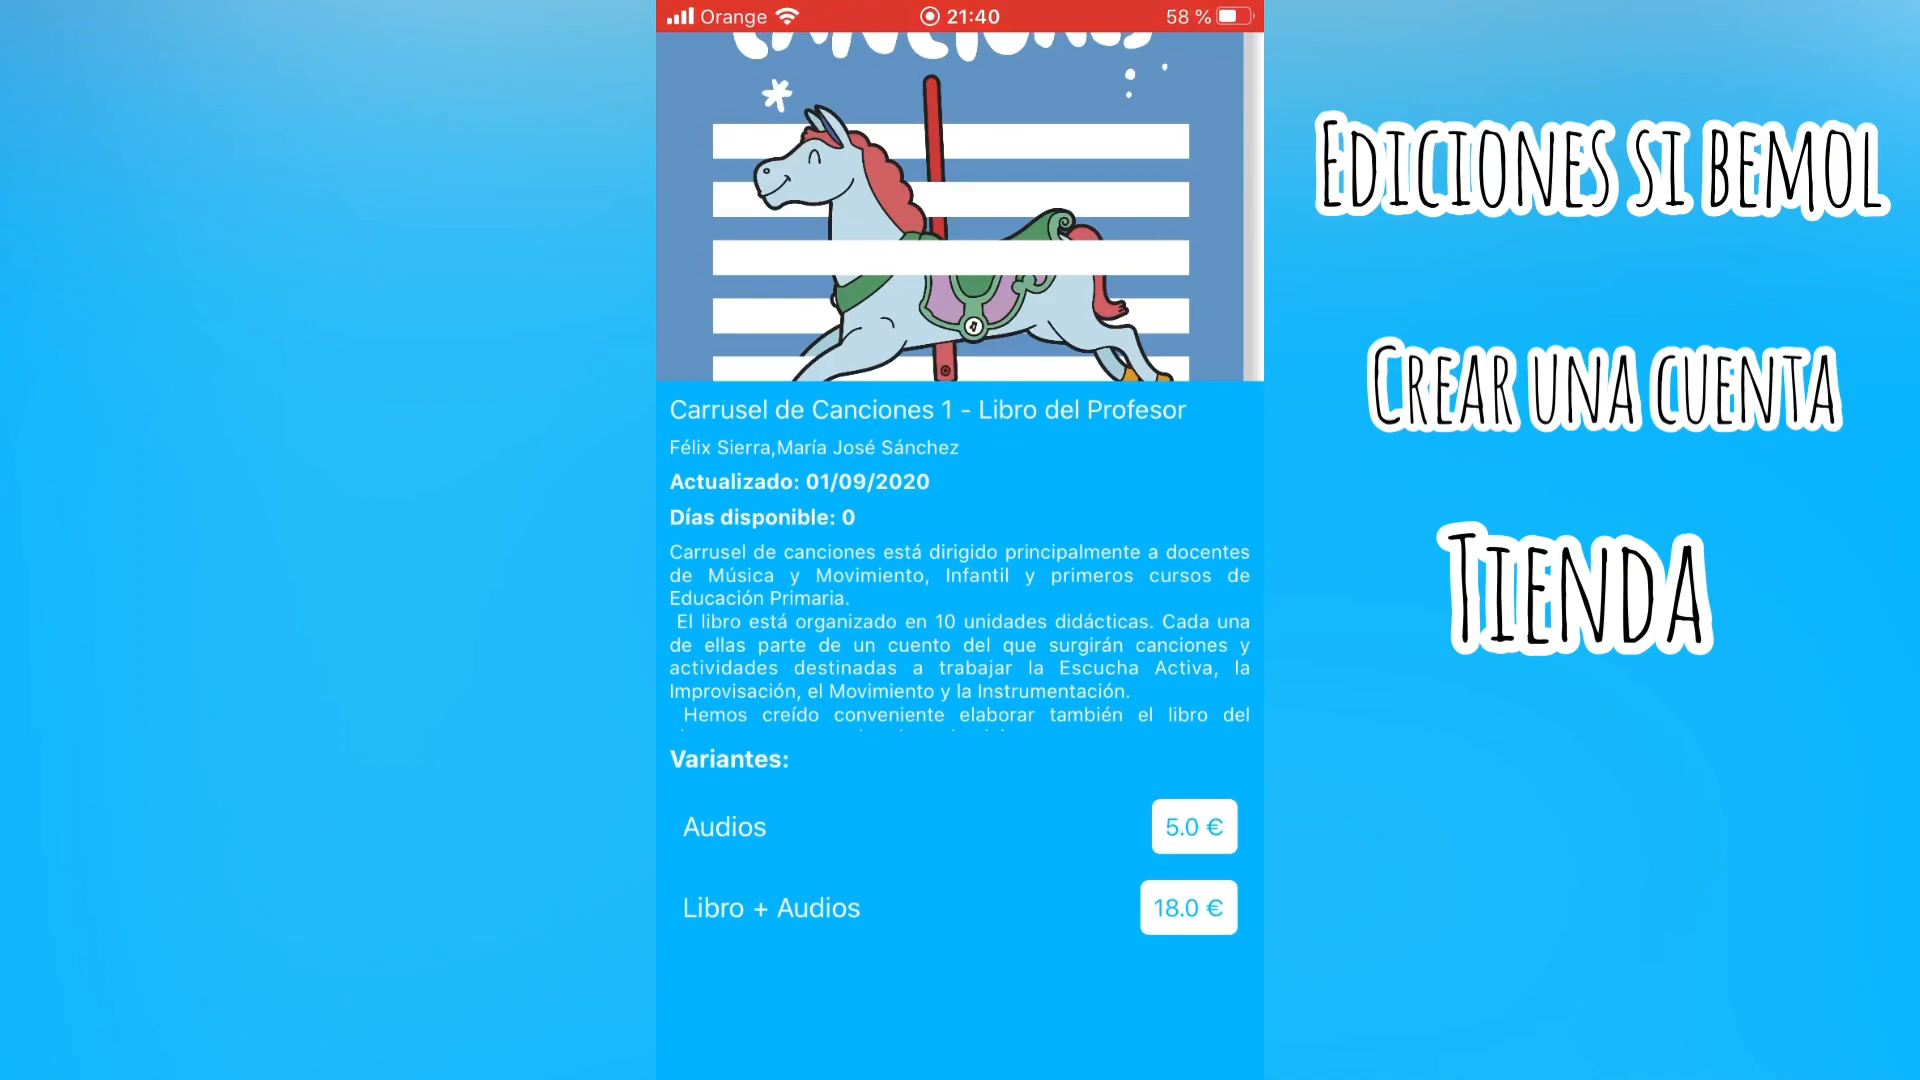 Orange 21:40 58 %
CANCIONES
Carrusel de Canciones 1 - Libro del Profesor
Félix Sierra,María José Sánchez
Actualizado: 01/09/2020
Días disponible: 0
Carrusel de canciones está dirigido principalmente a docentes
de Música y Movimiento, Infantil y primeros cursos de
Educación Primaria.
El libro está organizado en 10 unidades didácticas. Cada una
de ellas parte de un cuento del que surgirán canciones y
actividades destinadas a trabajar la Escucha Activa, la
Improvisación, el Movimiento y la Instrumentación.
Hemos creído conveniente elaborar también el libro del
Variantes:
Audios 5.0 €
Libro + Audios 18.0 €
EDICIONES SI BEMOL
CREAR UNA CUENTA
TIENDA